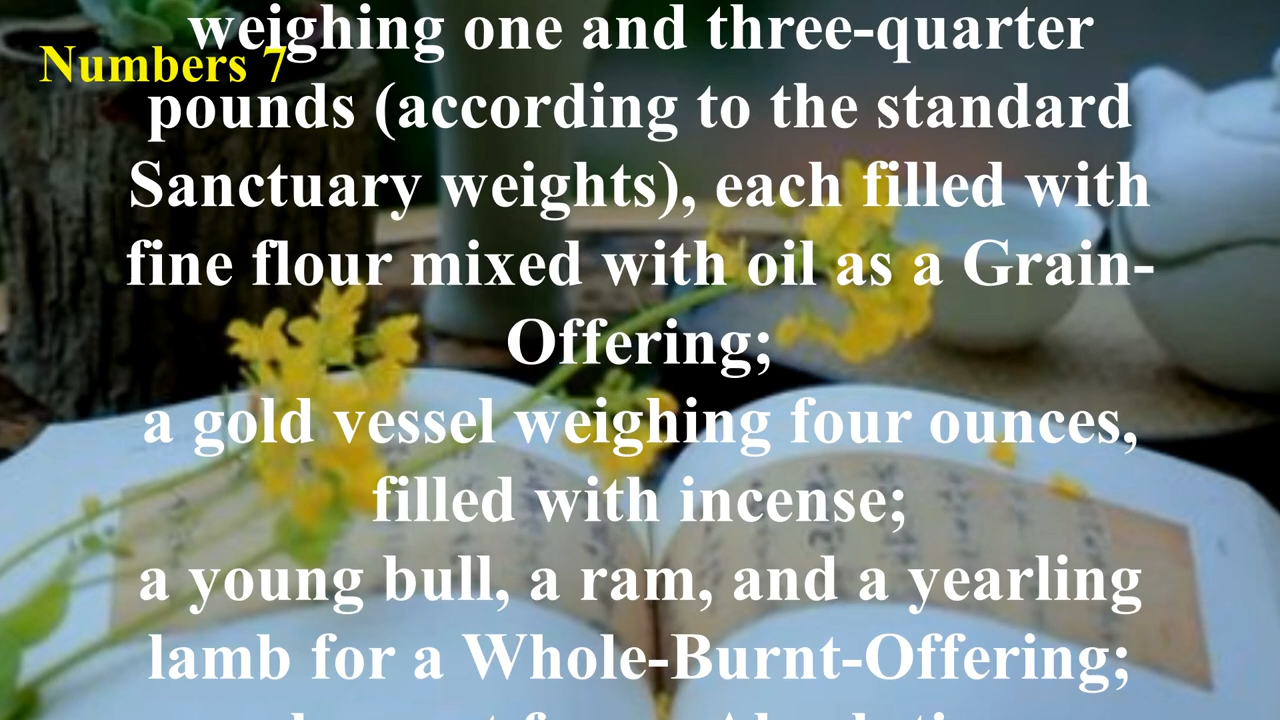 weighing one and three-quarter
Numbers 7
pounds (according to the standard
Sanctuary weights), each filled with
fine flour mixed with oil as a Grain-
Offering;
a gold vessel weighing four ounces,
filled with incense;
a young bull, a ram, and a yearling
lamb for a Whole-Burnt-Offering;